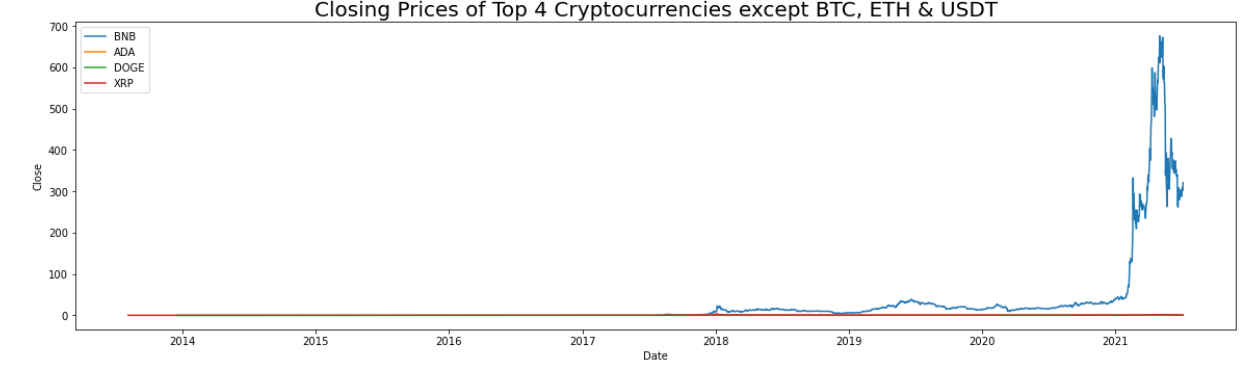 Closing Prices of Top 4 Cryptocurrencies except BTC, ETH & USDT
BNB
ADA
DOGE
XRP
700
600
500
400
300
200
100
0
Close
2014 2015 2016 2017 2018 2019 2020 2021
Date